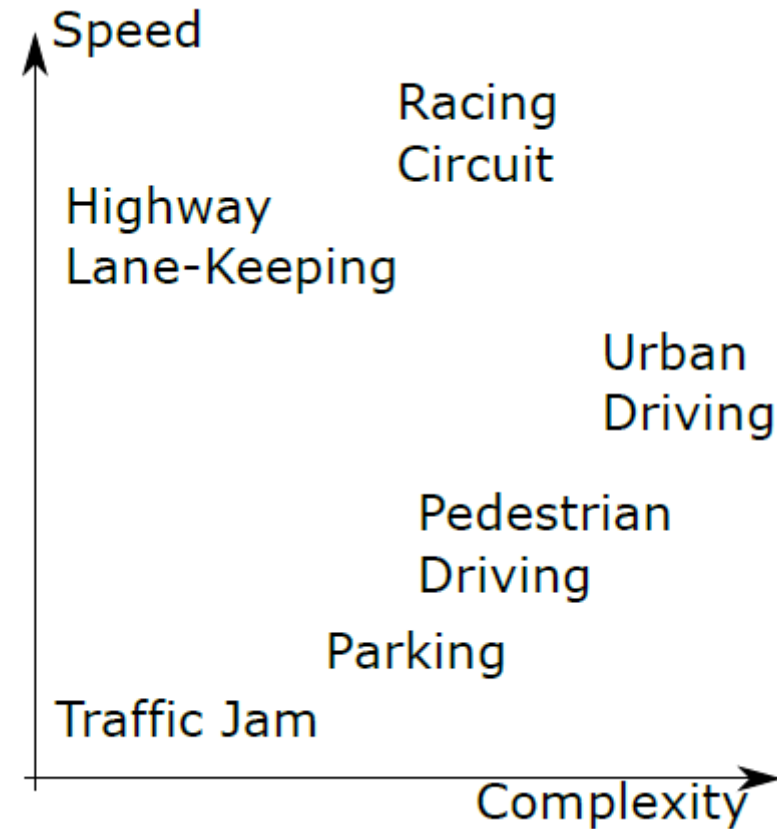 Speed
Racing
Circuit
Highway
Lane-Keeping
Urban
Driving
Pedestrian
Driving
Parking
Traffic Jam
Complexity